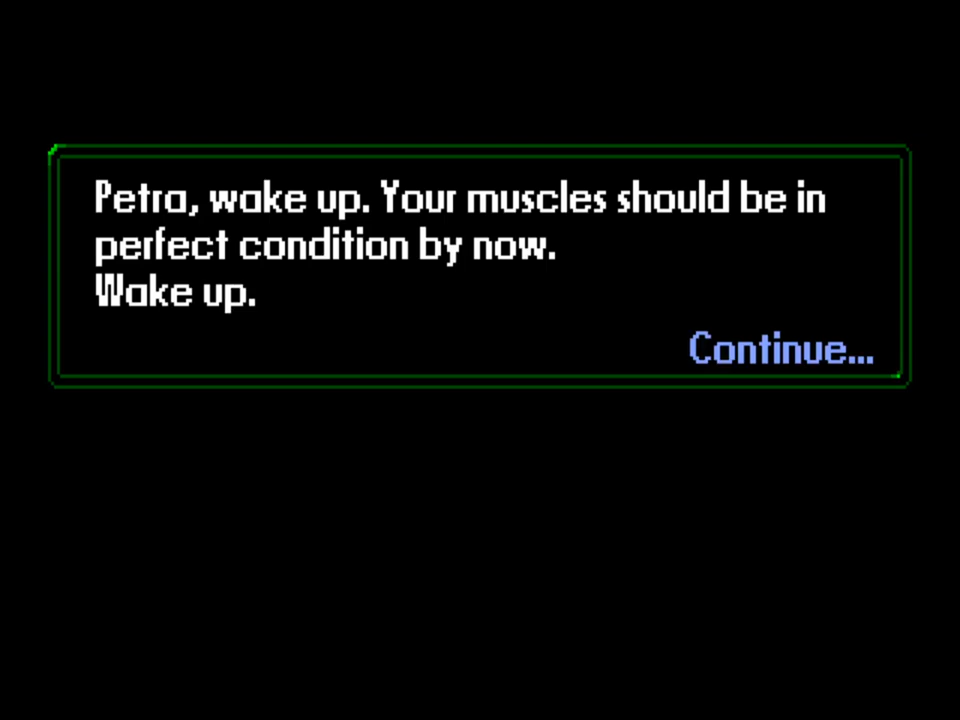 Petra, wake up. Your muscles should be in
perfect condition by now.
Wake up.
Continue...